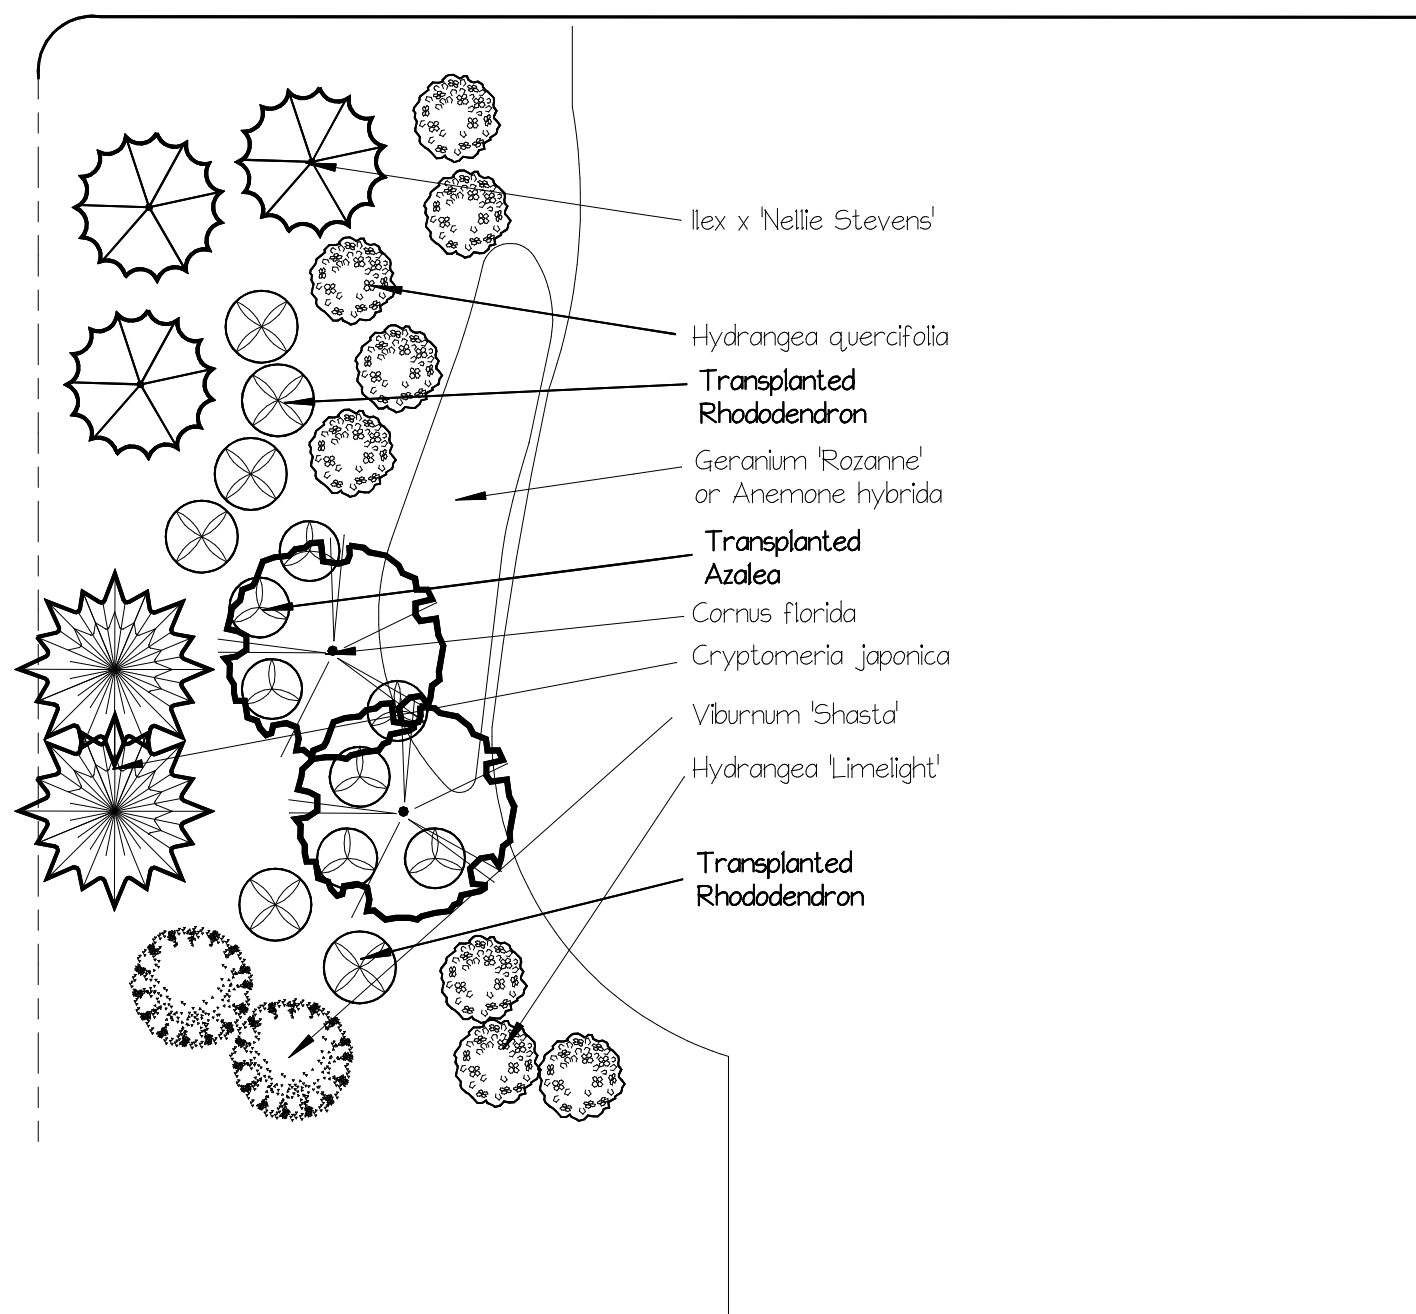 Ilex x 'Nellie Stevens'
Hydrangea quercifolia
Transplanted
Rhododendron
Geranium 'Rozanne'
or Anemone hybrida
Transplanted
Azalea
Cornus florida
Cryptomeria japonica
Viburnum 'Shasta'
Hydrangea 'Limelight'
Transplanted
Rhododendron